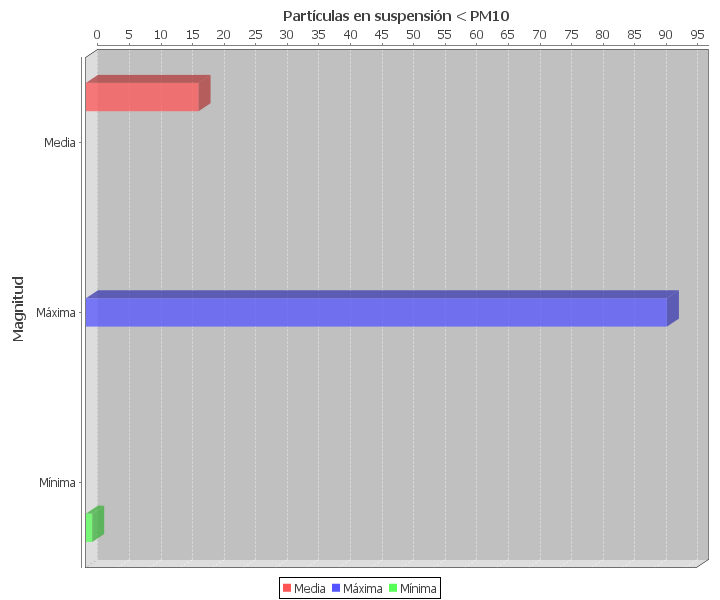 Partículas en suspensión < PM10
0 5 10 15 20 25 30 35 40 45 50 55 60 65 70 75 80 85 90 95
Media
Magnitud
Máxima
Mínima
Media Máxima Mínima